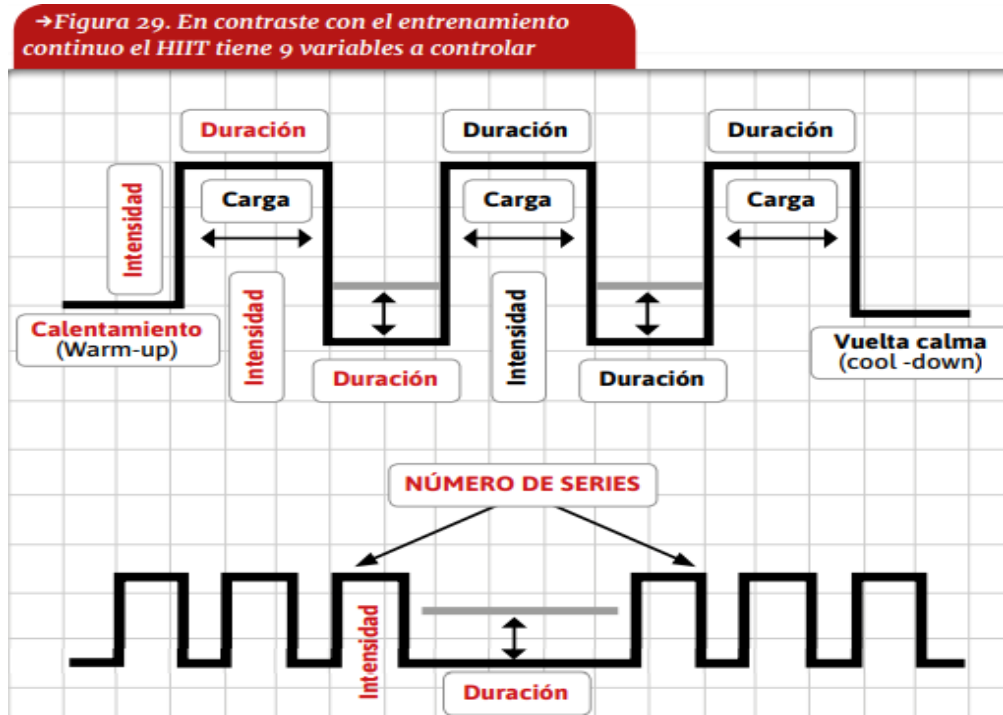 →Figura 29. En contraste con el entrenamiento
continuo el HIIT tiene 9 variables a controlar
Duración
Duración
Duración
Intensidad
Carga
Carga
Carga
Calentamiento
(Warm-up)
Intensidad
Duración
Intensidad
Duración
Vuelta calma
(cool -down)
NÚMERO DE SERIES
Intensidad
Duración